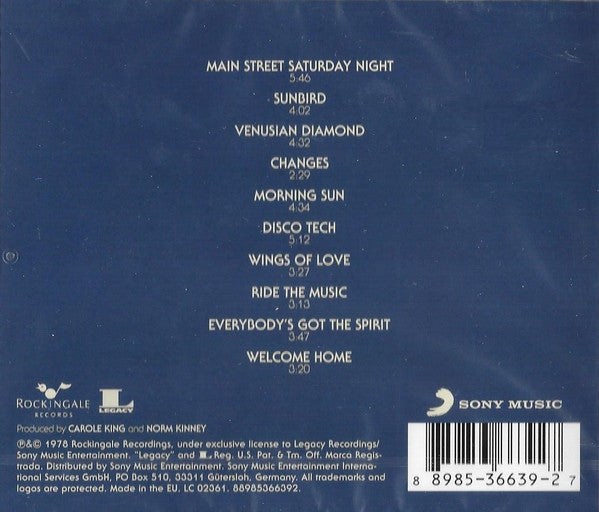 MAIN STREET SATURDAY NIGHT
5:46
SUNBIRD
4:02
VENUSIAN DIAMOND
4:32
CHANGES
2:29
MORNING SUN
4:34
DISCO TECH
5:12
WINGS OF LOVE
3:27
RIDE THE MUSIC
3:13
EVERYBODY'S GOT THE SPIRIT
3:47
WELCOME HOME
3:20
ROCKINGALE
RECORDS
L
LEGACY
SONY MUSIC
Produced by CAROLE KING and NORM KINNEY
℗&© 1978 Rockingale Recordings, under exclusive license to Legacy Recordings/
Sony Music Entertainment. "Legacy" and L Reg. U.S. Pat. & Tm. Off. Marca Regis-
trada. Distributed by Sony Music Entertainment. Sony Music Entertainment Interna-
tional Services GmbH, PO Box 510, 33311 Gütersloh, Germany. All trademarks and
logos are protected. Made in the EU. LC 02361. 88985366392.
8 8985-36639-2 7